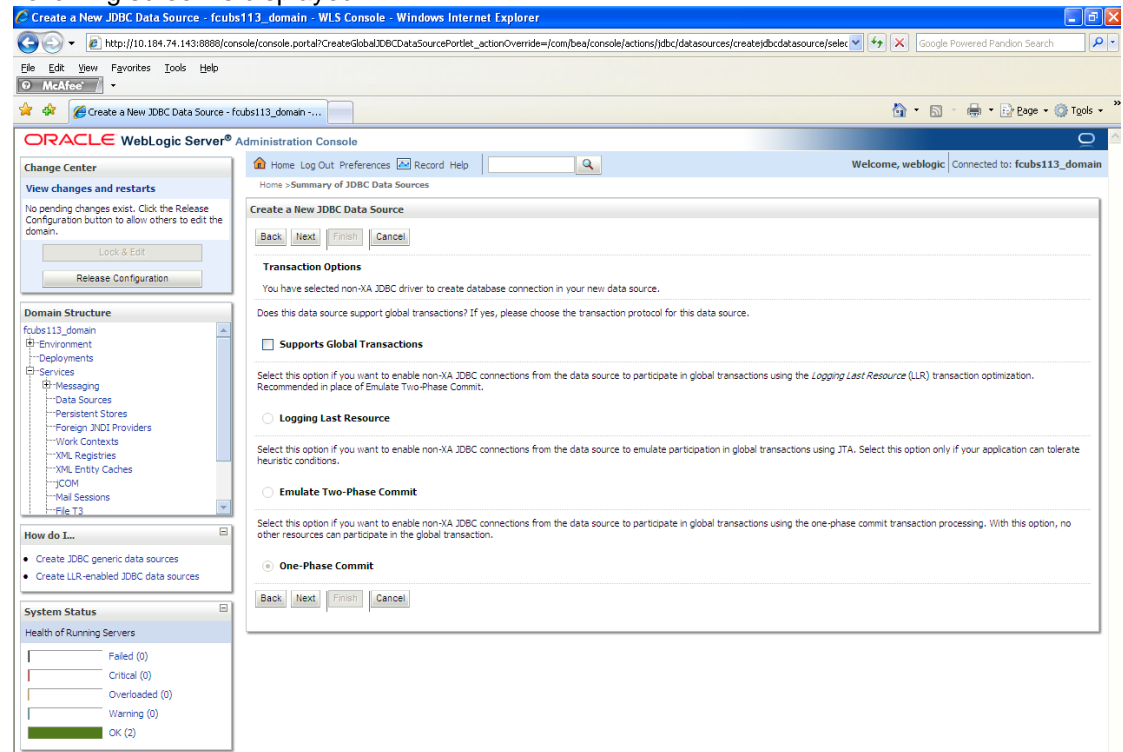 Create a New JDBC Data Source - fcubs113_domain - WLS Console - Windows Internet Explorer
http://10.184.74.143:8888/console/console.portal?CreateGlobalJDBCDataSourcePortlet_actionOverride=/com/bea/console/actions/jdbc/datasources/createjdbcdatasource/selec
Google Powered Pandion Search
File Edit View Favorites Tools Help
McAfee
Create a New JDBC Data Source - fcubs113_domain -...
Page Tools
ORACLE WebLogic Server® Administration Console
Change Center
View changes and restarts
No pending changes exist. Click the Release
Configuration button to allow others to edit the
domain.
Lock & Edit
Release Configuration
Domain Structure
fcubs113_domain
Environment
Deployments
Services
Messaging
Data Sources
Persistent Stores
Foreign JNDI Providers
Work Contexts
XML Registries
XML Entity Caches
jCOM
Mail Sessions
File T3
How do I...
Create JDBC generic data sources
Create LLR-enabled JDBC data sources
System Status
Health of Running Servers
Failed (0)
Critical (0)
Overloaded (0)
Warning (0)
OK (2)
Home Log Out Preferences Record Help
Welcome, weblogic Connected to: fcubs113_domain
Home >Summary of JDBC Data Sources
Create a New JDBC Data Source
Back Next Finish Cancel
Transaction Options
You have selected non-XA JDBC driver to create database connection in your new data source.
Does this data source support global transactions? If yes, please choose the transaction protocol for this data source.
Supports Global Transactions
Select this option if you want to enable non-XA JDBC connections from the data source to participate in global transactions using the Logging Last Resource (LLR) transaction optimization.
Recommended in place of Emulate Two-Phase Commit.
Logging Last Resource
Select this option if you want to enable non-XA JDBC connections from the data source to emulate participation in global transactions using JTA. Select this option only if your application can tolerate
heuristic conditions.
Emulate Two-Phase Commit
Select this option if you want to enable non-XA JDBC connections from the data source to participate in global transactions using the one-phase commit transaction processing. With this option, no
other resources can participate in the global transaction.
One-Phase Commit
Back Next Finish Cancel